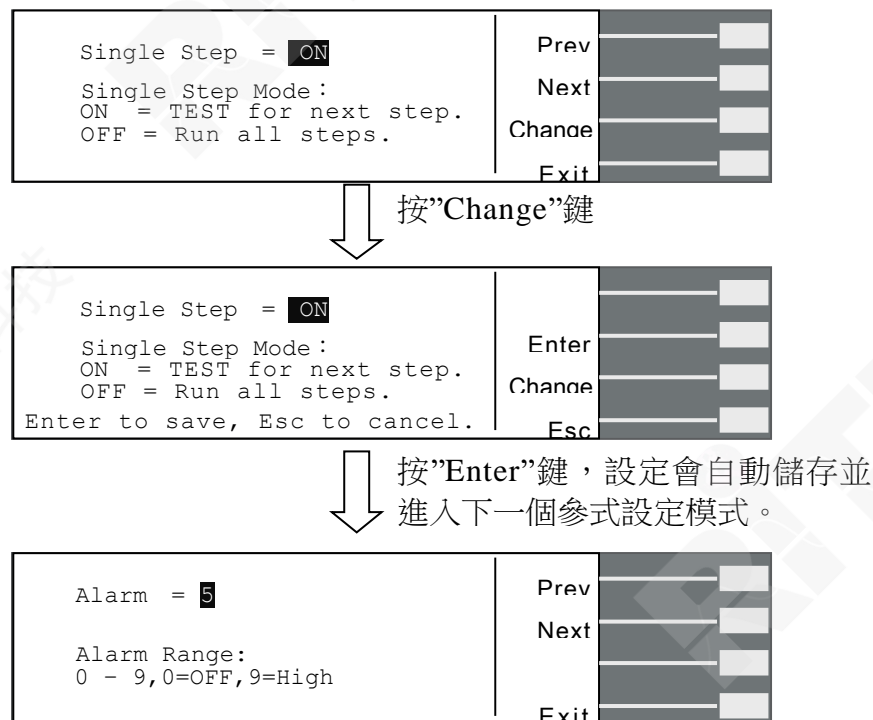 Single Step = ON
Single Step Mode：
ON = TEST for next step.
OFF = Run all steps.
Prev
Next
Change
Exit
按”Change”鍵
Single Step = ON
Single Step Mode：
ON = TEST for next step.
OFF = Run all steps.
Enter to save, Esc to cancel.
Enter
Change
Esc
按”Enter”鍵，設定會自動儲存並
進入下一個參式設定模式。
Alarm = 5
Alarm Range:
0 – 9,0=OFF,9=High
Prev
Next
Exit